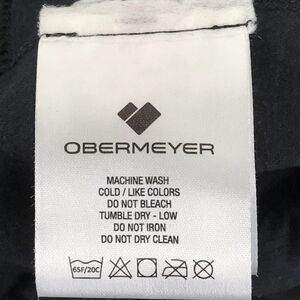 OBERMEYER
MACHINE WASH
COLD / LIKE COLORS
DO NOT BLEACH
TUMBLE DRY - LOW
DO NOT IRON
DO NOT DRY CLEAN
65F/20C